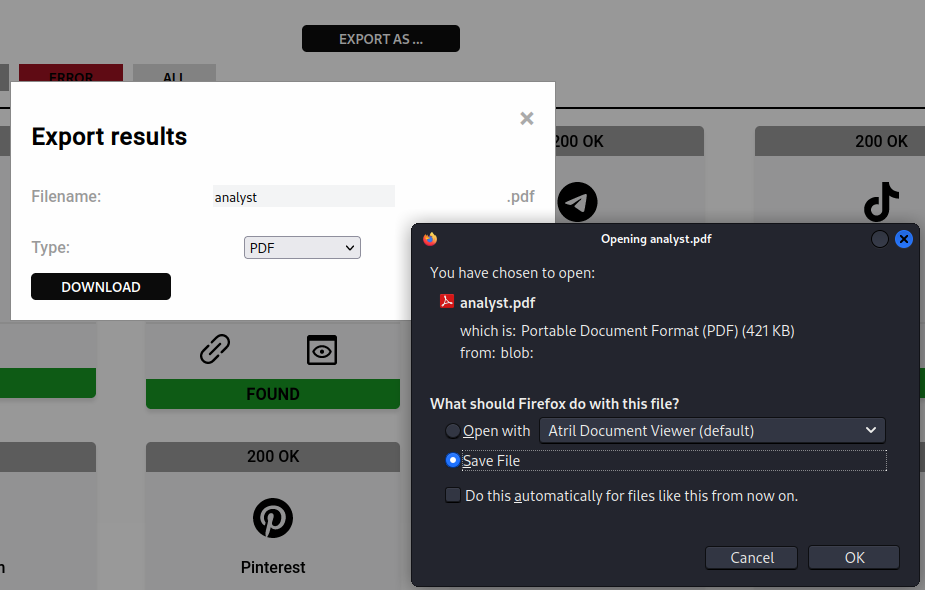 EXPORT AS ...
ERROR
ALL
Export results
×
Filename:
analyst
.pdf
Type:
PDF
DOWNLOAD
200 OK
200 OK
Opening analyst.pdf
You have chosen to open:
analyst.pdf
which is: Portable Document Format (PDF) (421 KB)
from: blob:
What should Firefox do with this file?
Open with
Atril Document Viewer (default)
Save File
Do this automatically for files like this from now on.
Cancel
OK
FOUND
200 OK
Pinterest